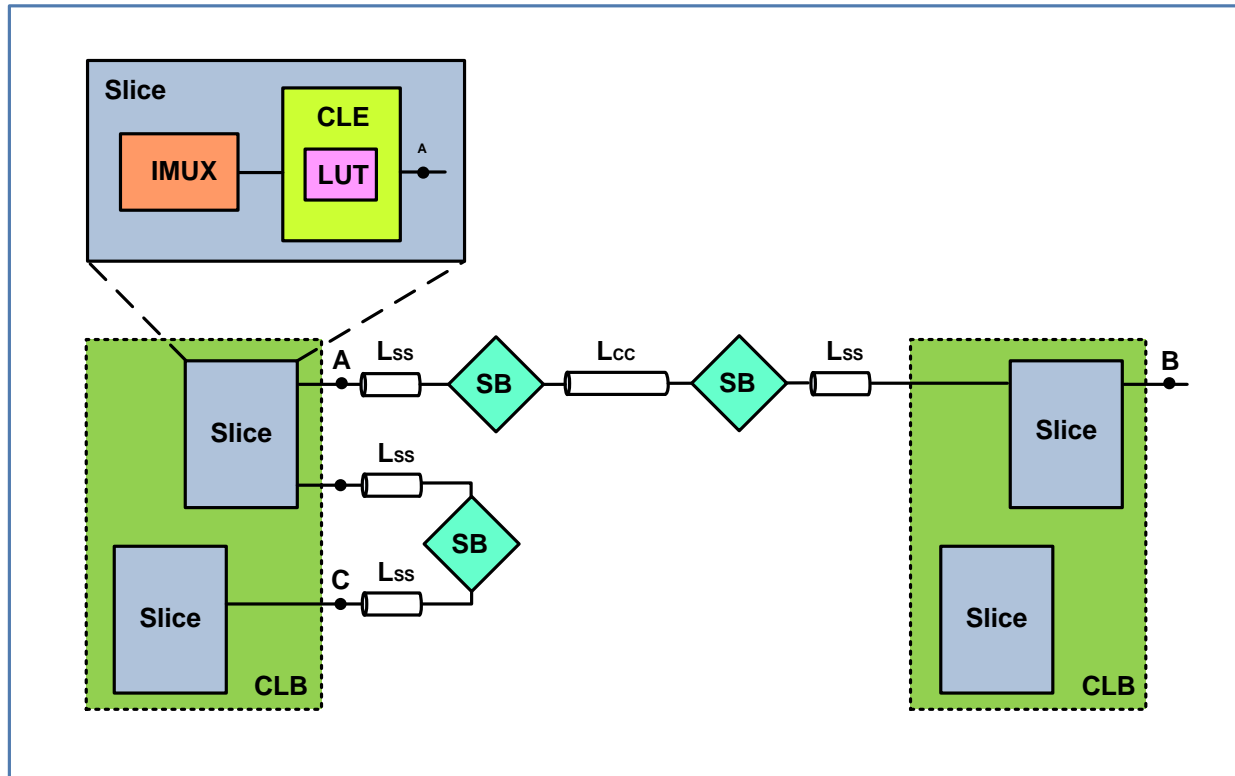 Slice
CLE
A
IMUX
LUT
A
LSS
SB
LCC
SB
LSS
B
Slice
Slice
LSS
SB
C
LSS
Slice
Slice
CLB
CLB